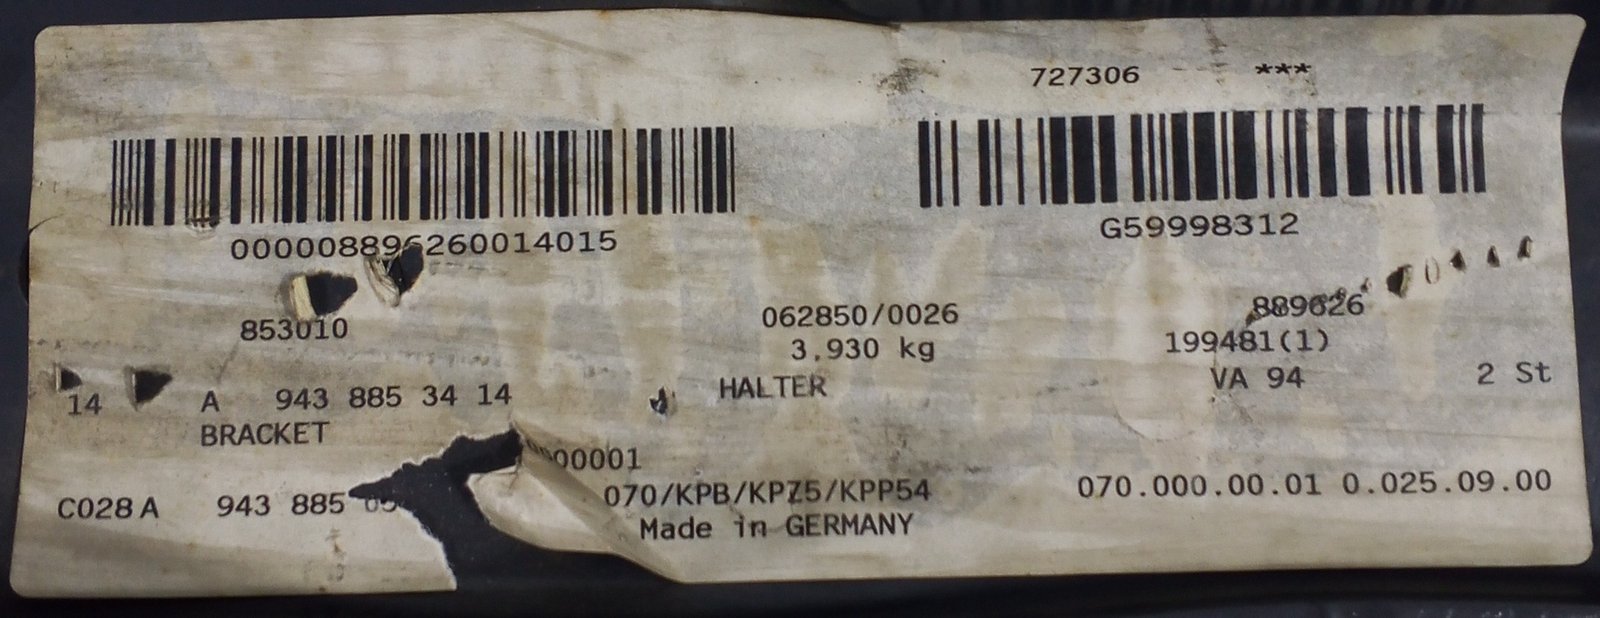 727306 ***
000008896260014015
G59998312
853010 062850/0026 889626
3,930 kg 199481(1)
14 A 943 885 34 14 HALTER VA 94 2 St
BRACKET
00001
C028 A 943 885 070/KPB/KPZ5/KPP54 070.000.00.01 0.025.09.00
Made in GERMANY